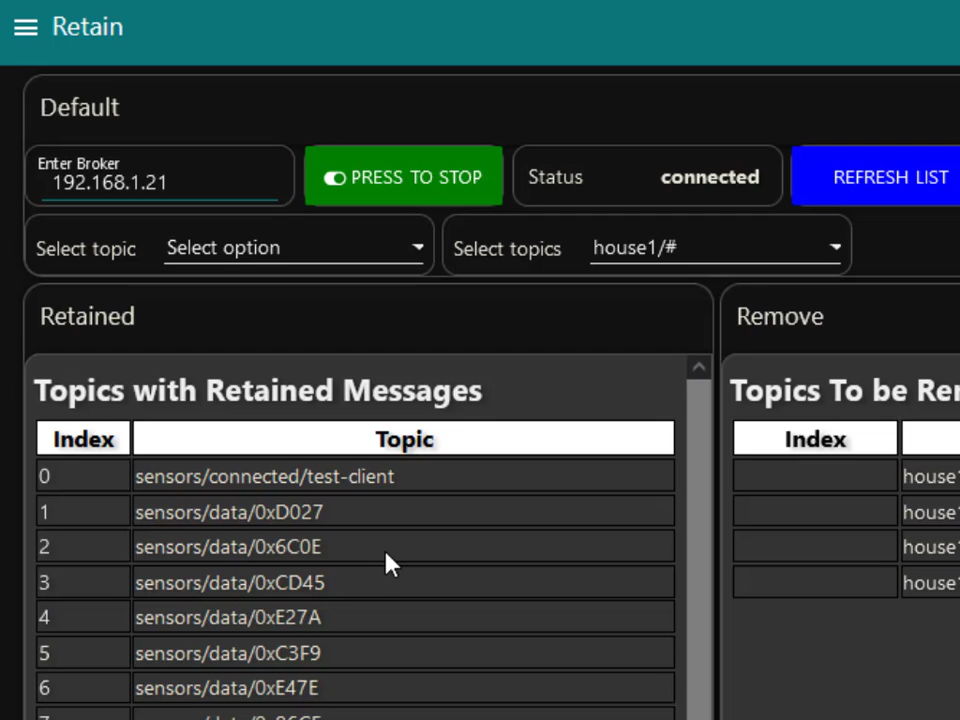 Retain
Default
Enter Broker
192.168.1.21
PRESS TO STOP
Status connected
REFRESH LIST
Select topic Select option
Select topics house1/#
Retained
Topics with Retained Messages
Index Topic
0 sensors/connected/test-client
1 sensors/data/0xD027
2 sensors/data/0x6C0E
3 sensors/data/0xCD45
4 sensors/data/0xE27A
5 sensors/data/0xC3F9
6 sensors/data/0xE47E
Remove
Topics To be
Index